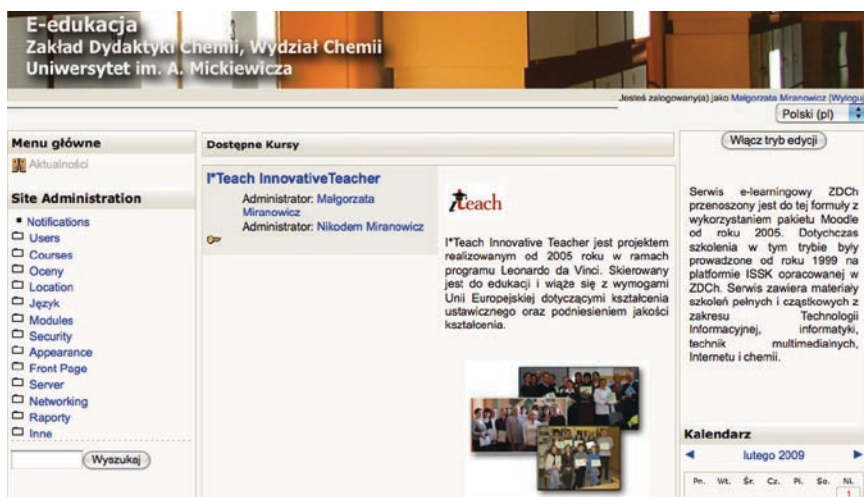 E-edukacja
Zakład Dydaktyki Chemii, Wydział Chemii
Uniwersytet im. A. Mickiewicza
Jesteś zalogowany(a) jako Małgorzata Miranowicz (Wyloguj
Polski (pl)
Menu główne
Aktualności
Site Administration
Notifications
Users
Courses
Oceny
Location
Język
Modules
Security
Appearance
Front Page
Server
Networking
Raporty
Inne
Wyszukaj
Dostępne Kursy
I*Teach InnovativeTeacher
Administrator: Małgorzata
Miranowicz
Administrator: Nikodem Miranowicz
iteach
I*Teach Innovative Teacher jest projektem
realizowanym od 2005 roku w ramach
programu Leonardo da Vinci. Skierowany
jest do edukacji i wiąże się z wymogami
Unii Europejskiej dotyczącymi kształcenia
ustawicznego oraz podniesieniem jakości
kształcenia.
Włącz tryb edycji
Serwis e-learningowy ZDCh
przenoszony jest do tej formuły z
wykorzystaniem pakietu Moodle
od roku 2005. Dotychczas
szkolenia w tym trybie były
prowadzone od roku 1999 na
platformie ISSK opracowanej w
ZDCh. Serwis zawiera materiały
szkoleń pełnych i cząstkowych z
zakresu Technologii
Informacyjnej, informatyki,
technik multimedialnych,
Internetu i chemii.
Kalendarz
lutego 2009
Pn. Wt. Śr. Cz. Pi. So. Ni.
1